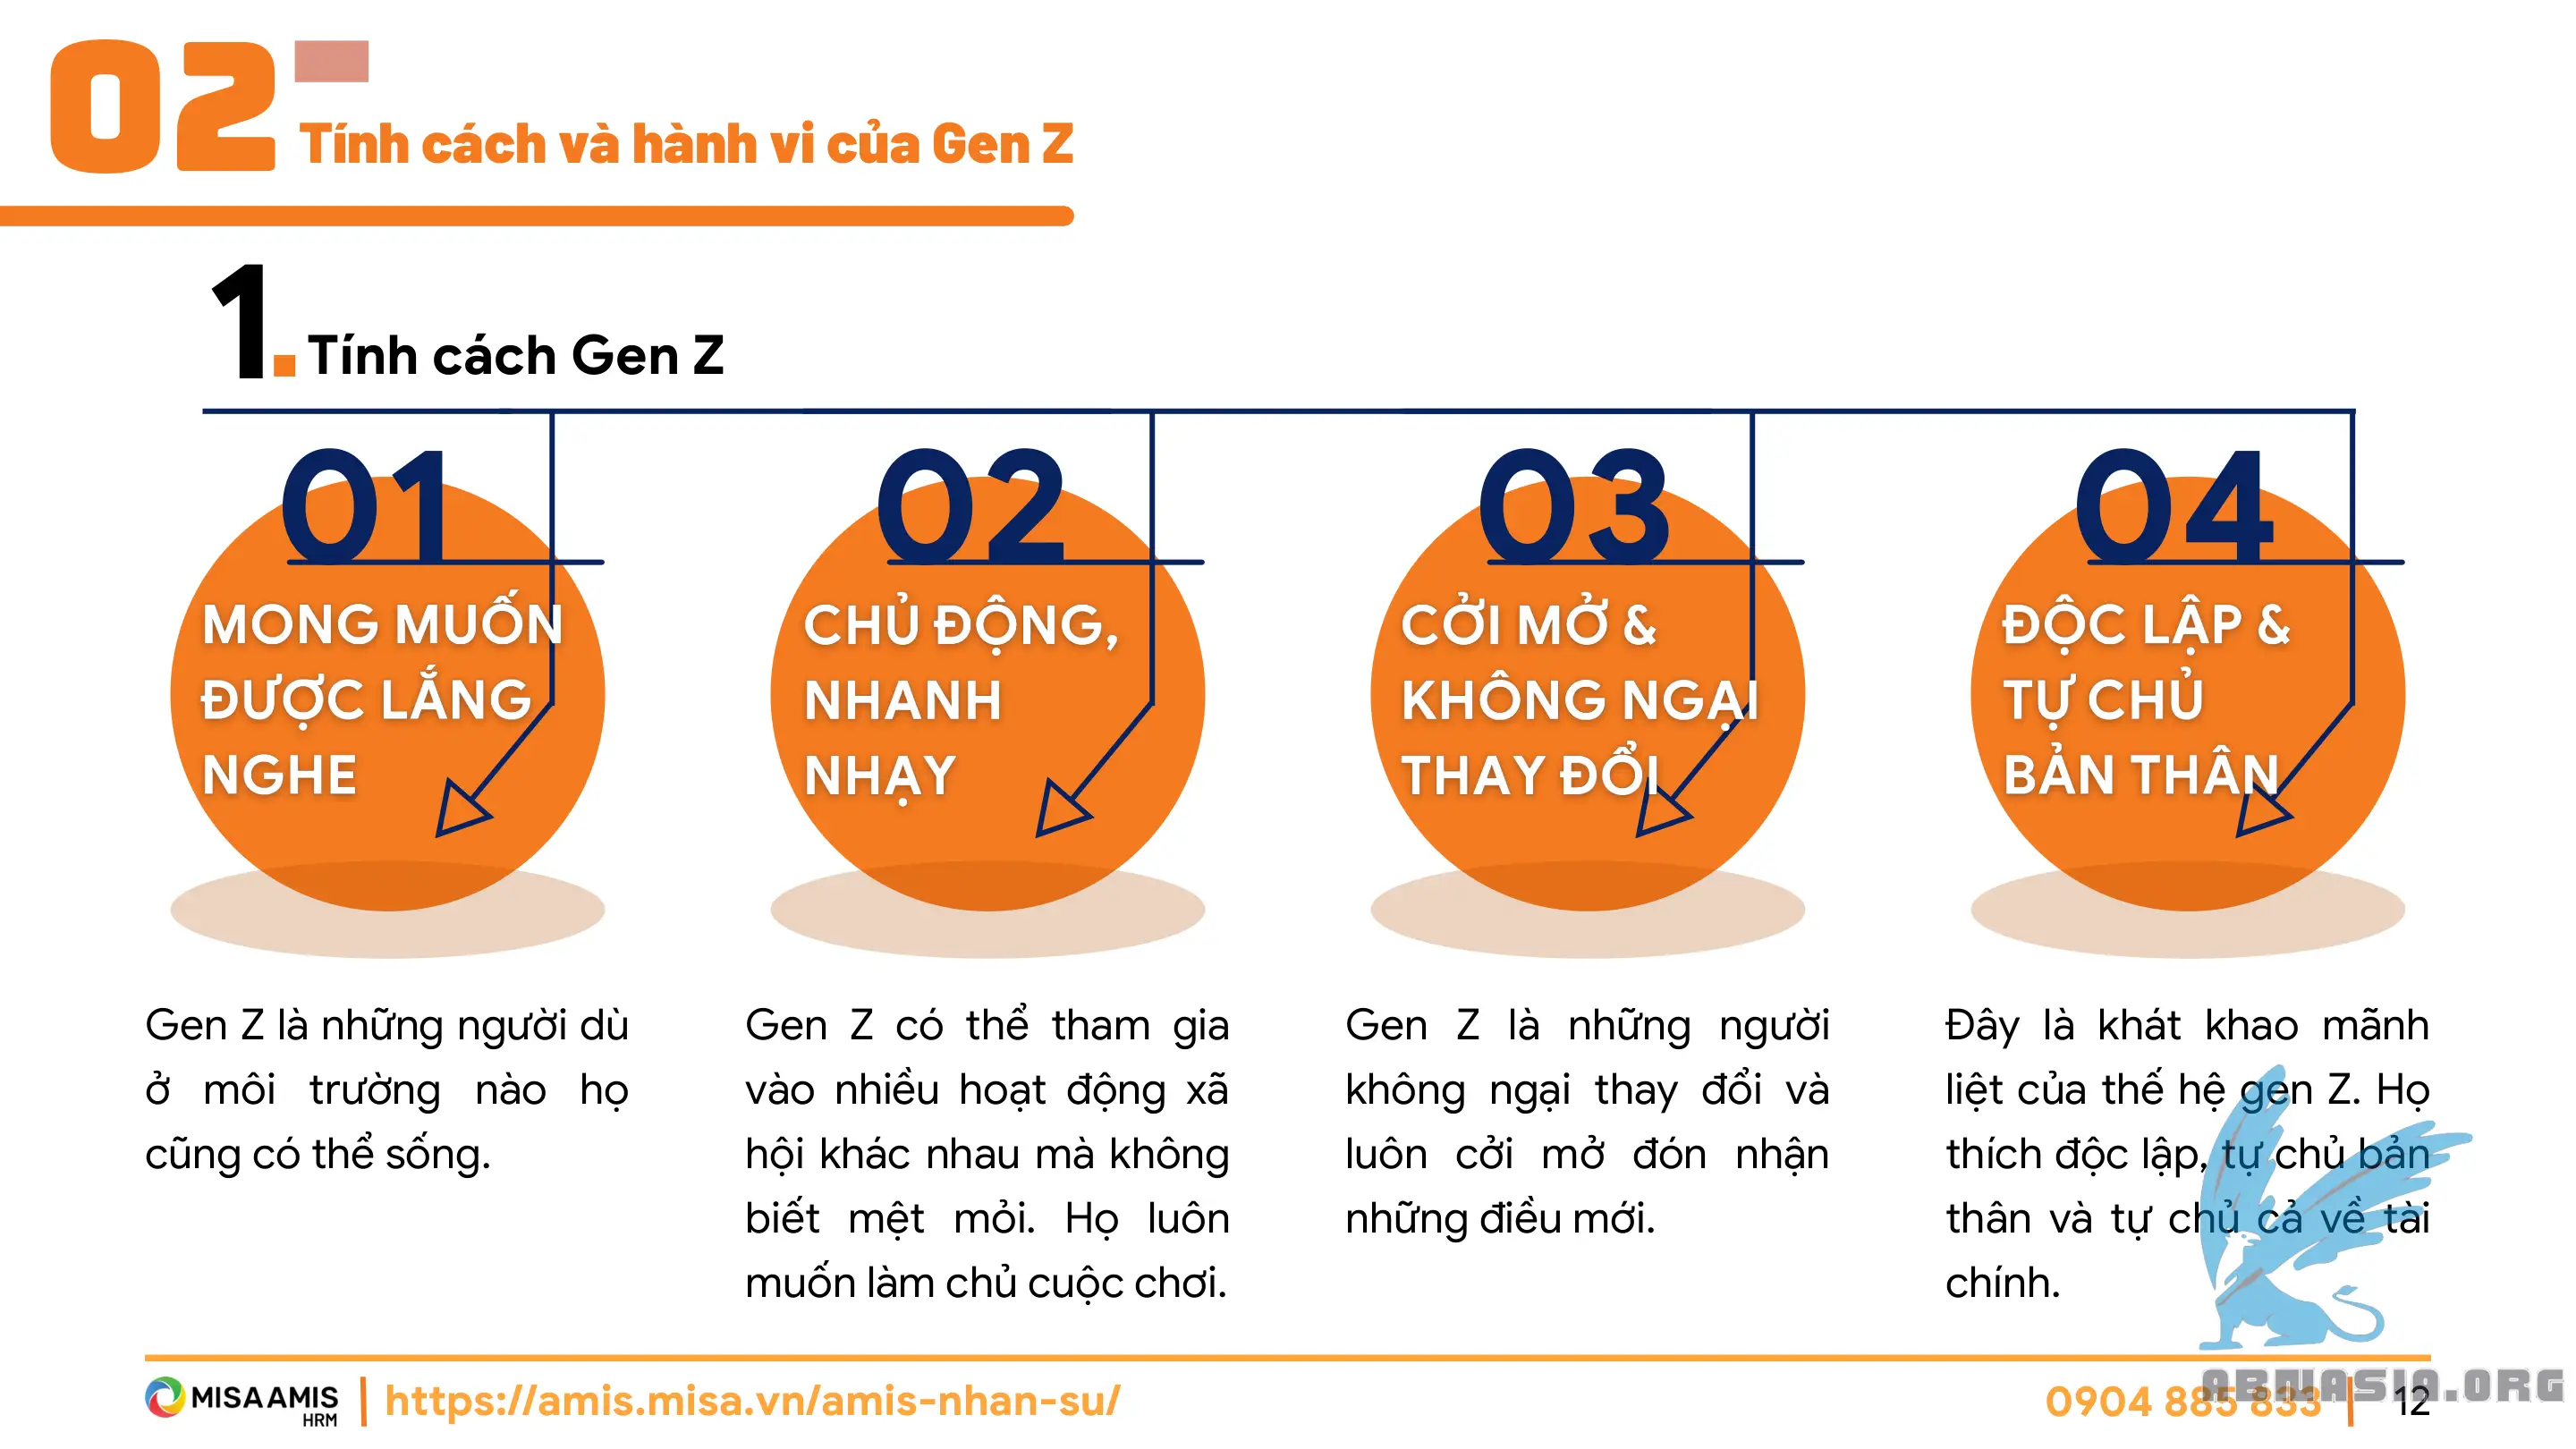 02
Tính cách và hành vi của Gen Z
1.
Tính cách Gen Z
01
MONG MUỐN
ĐƯỢC LẮNG
NGHE
Gen Z là những người dù
ở môi trường nào họ
cũng có thể sống.
02
CHỦ ĐỘNG,
NHANH
NHẠY
Gen Z có thể tham gia
vào nhiều hoạt động xã
hội khác nhau mà không
biết mệt mỏi. Họ luôn
muốn làm chủ cuộc chơi.
03
CỞI MỞ &
KHÔNG NGẠI
THAY ĐỔI
Gen Z là những người
không ngại thay đổi và
luôn cởi mở đón nhận
những điều mới.
04
ĐỘC LẬP &
TỰ CHỦ
BẢN THÂN
Đây là khát khao mãnh
liệt của thế hệ gen Z. Họ
thích độc lập, tự chủ bản
thân và tự chủ cả về tài
chính.
MISA AMIS
HRM
https://amis.misa.vn/amis-nhan-su/
0904 885 833
12
ABMASIA.ORG